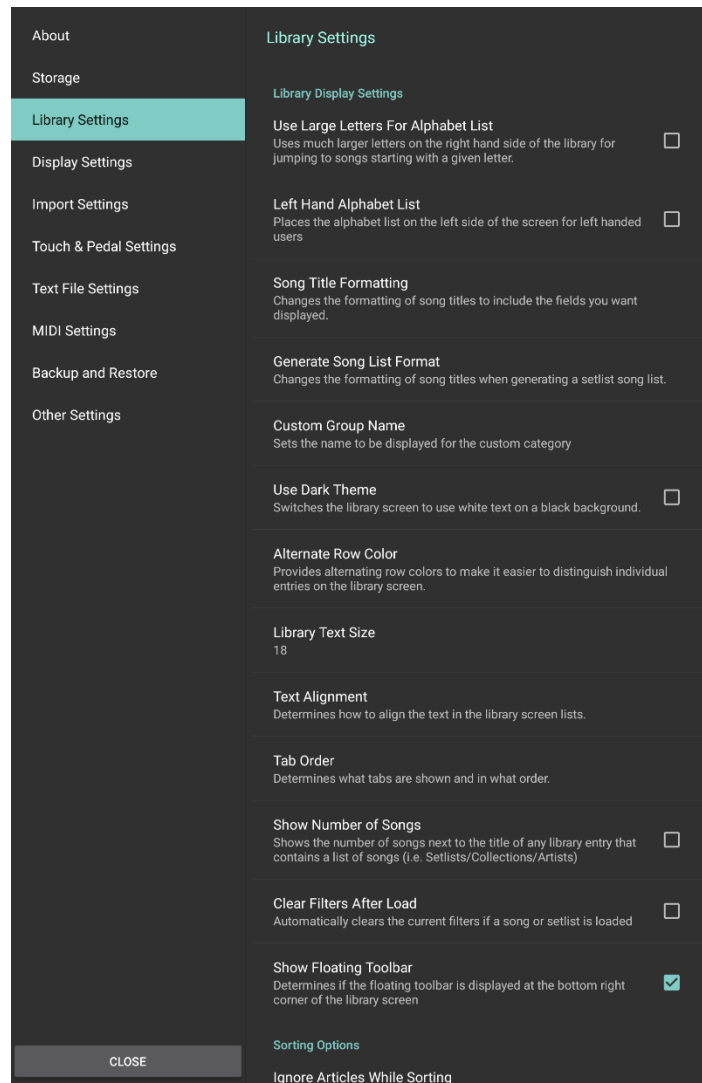 About
Storage
Library Settings
Display Settings
Import Settings
Touch & Pedal Settings
Text File Settings
MIDI Settings
Backup and Restore
Other Settings
CLOSE
Library Settings
Library Display Settings
Use Large Letters For Alphabet List
Uses much larger letters on the right hand side of the library for
jumping to songs starting with a given letter.
Left Hand Alphabet List
Places the alphabet list on the left side of the screen for left handed
users
Song Title Formatting
Changes the formatting of song titles to include the fields you want
displayed.
Generate Song List Format
Changes the formatting of song titles when generating a setlist song list.
Custom Group Name
Sets the name to be displayed for the custom category
Use Dark Theme
Switches the library screen to use white text on a black background.
Alternate Row Color
Provides alternating row colors to make it easier to distinguish individual
entries on the library screen.
Library Text Size
18
Text Alignment
Determines how to align the text in the library screen lists.
Tab Order
Determines what tabs are shown and in what order.
Show Number of Songs
Shows the number of songs next to the title of any library entry that
contains a list of songs (i.e. Setlists/Collections/Artists)
Clear Filters After Load
Automatically clears the current filters if a song or setlist is loaded
Show Floating Toolbar
Determines if the floating toolbar is displayed at the bottom right
corner of the library screen
Sorting Options
Ignore Articles While Sorting